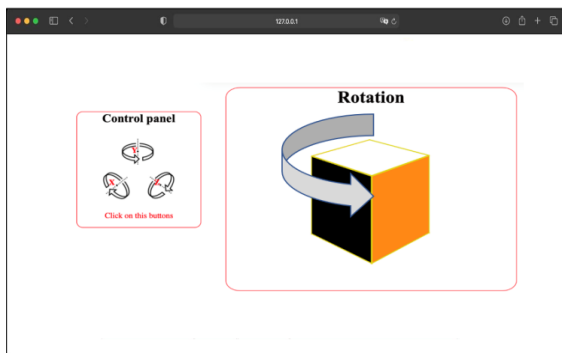 127.0.0.1
Control panel
Y
X
Z
Click on this buttons
Rotation